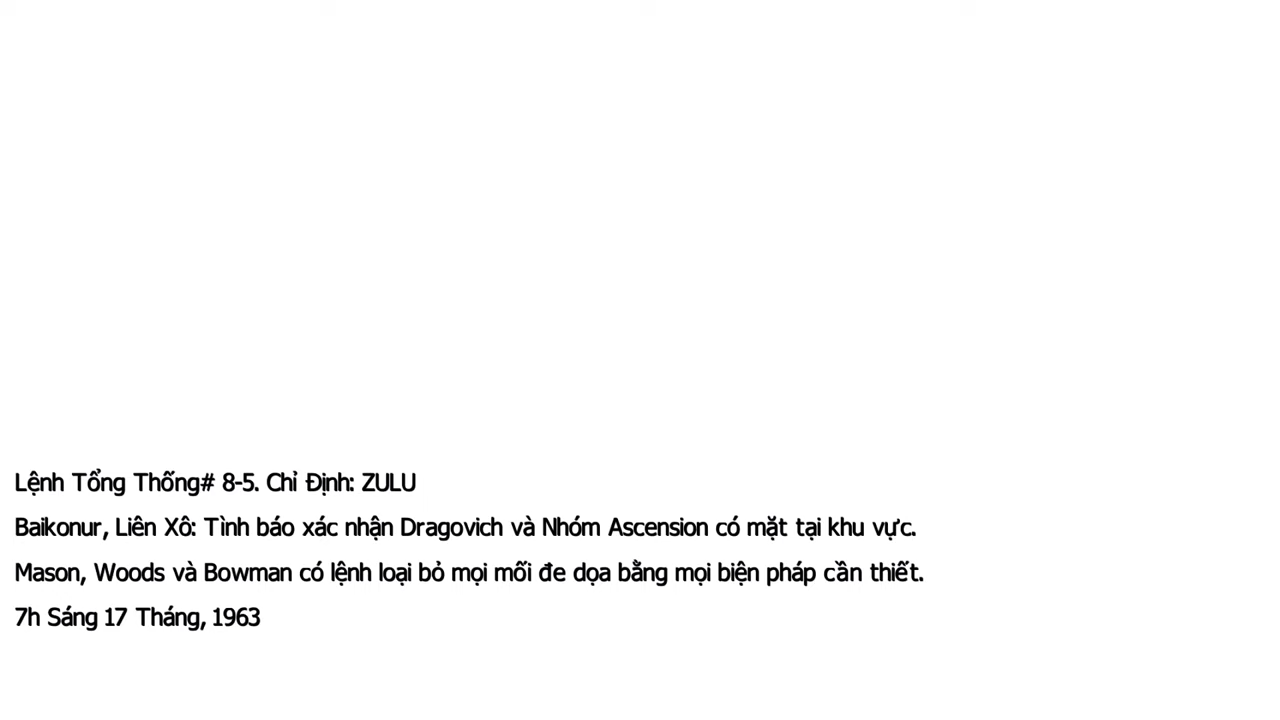 Lệnh Tổng Thống# 8-5. Chỉ Định: ZULU
Baikonur, Liên Xô: Tình báo xác nhận Dragovich và Nhóm Ascension có mặt tại khu vực.
Mason, Woods và Bowman có lệnh loại bỏ mọi mối đe dọa bằng mọi biện pháp cần thiết.
7h Sáng 17 Tháng, 1963